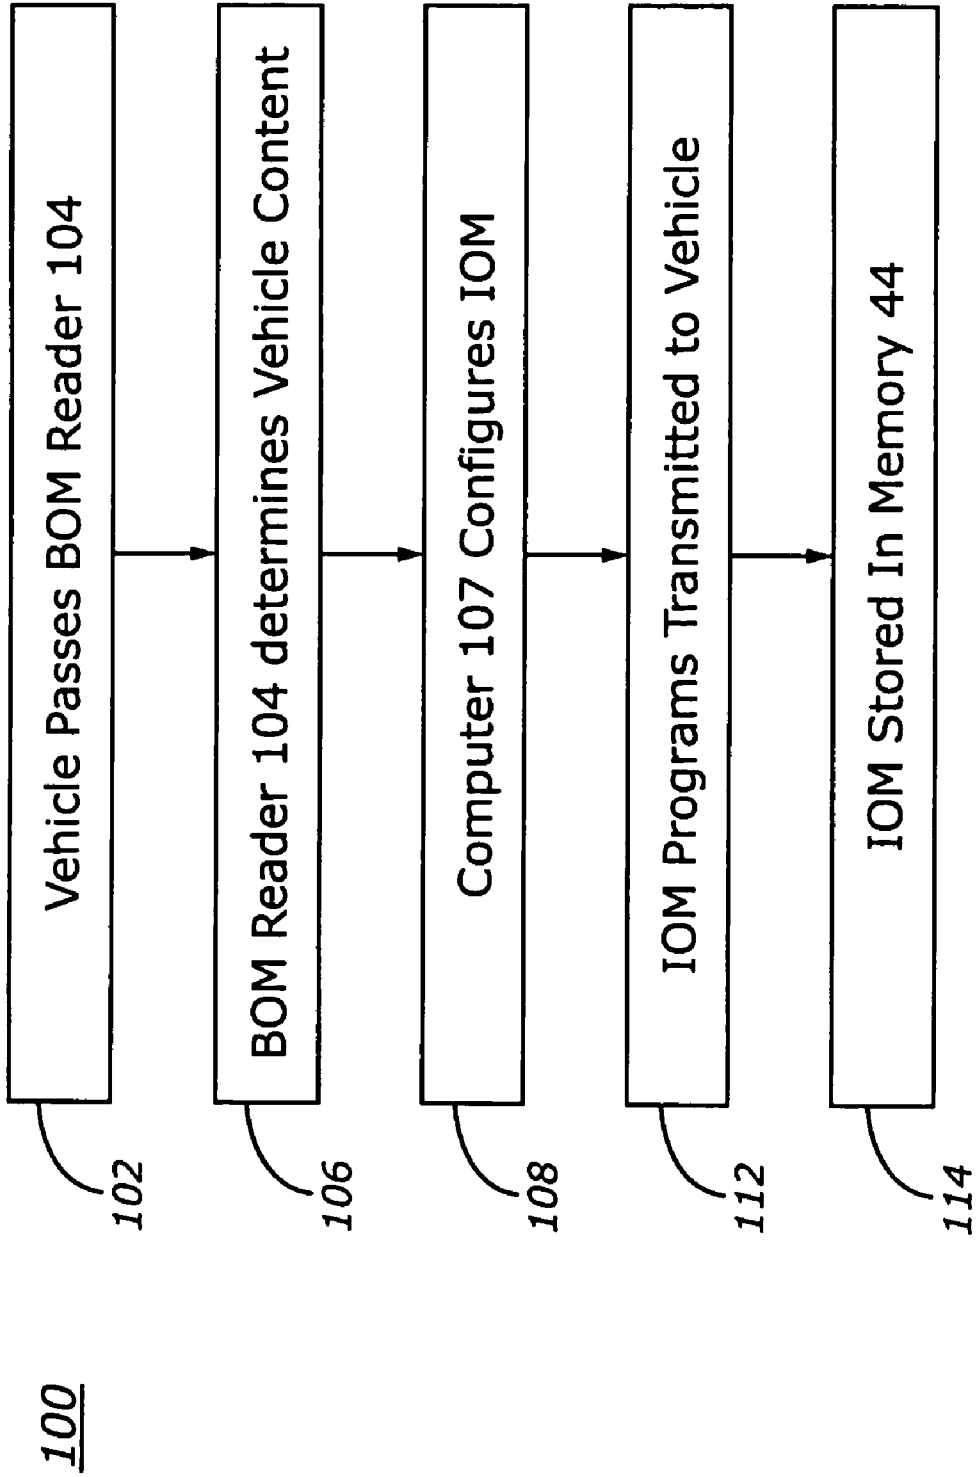 100
102
Vehicle Passes BOM Reader 104
106
BOM Reader 104 determines Vehicle Content
108
Computer 107 Configures IOM
112
IOM Programs Transmitted to Vehicle
114
IOM Stored In Memory 44